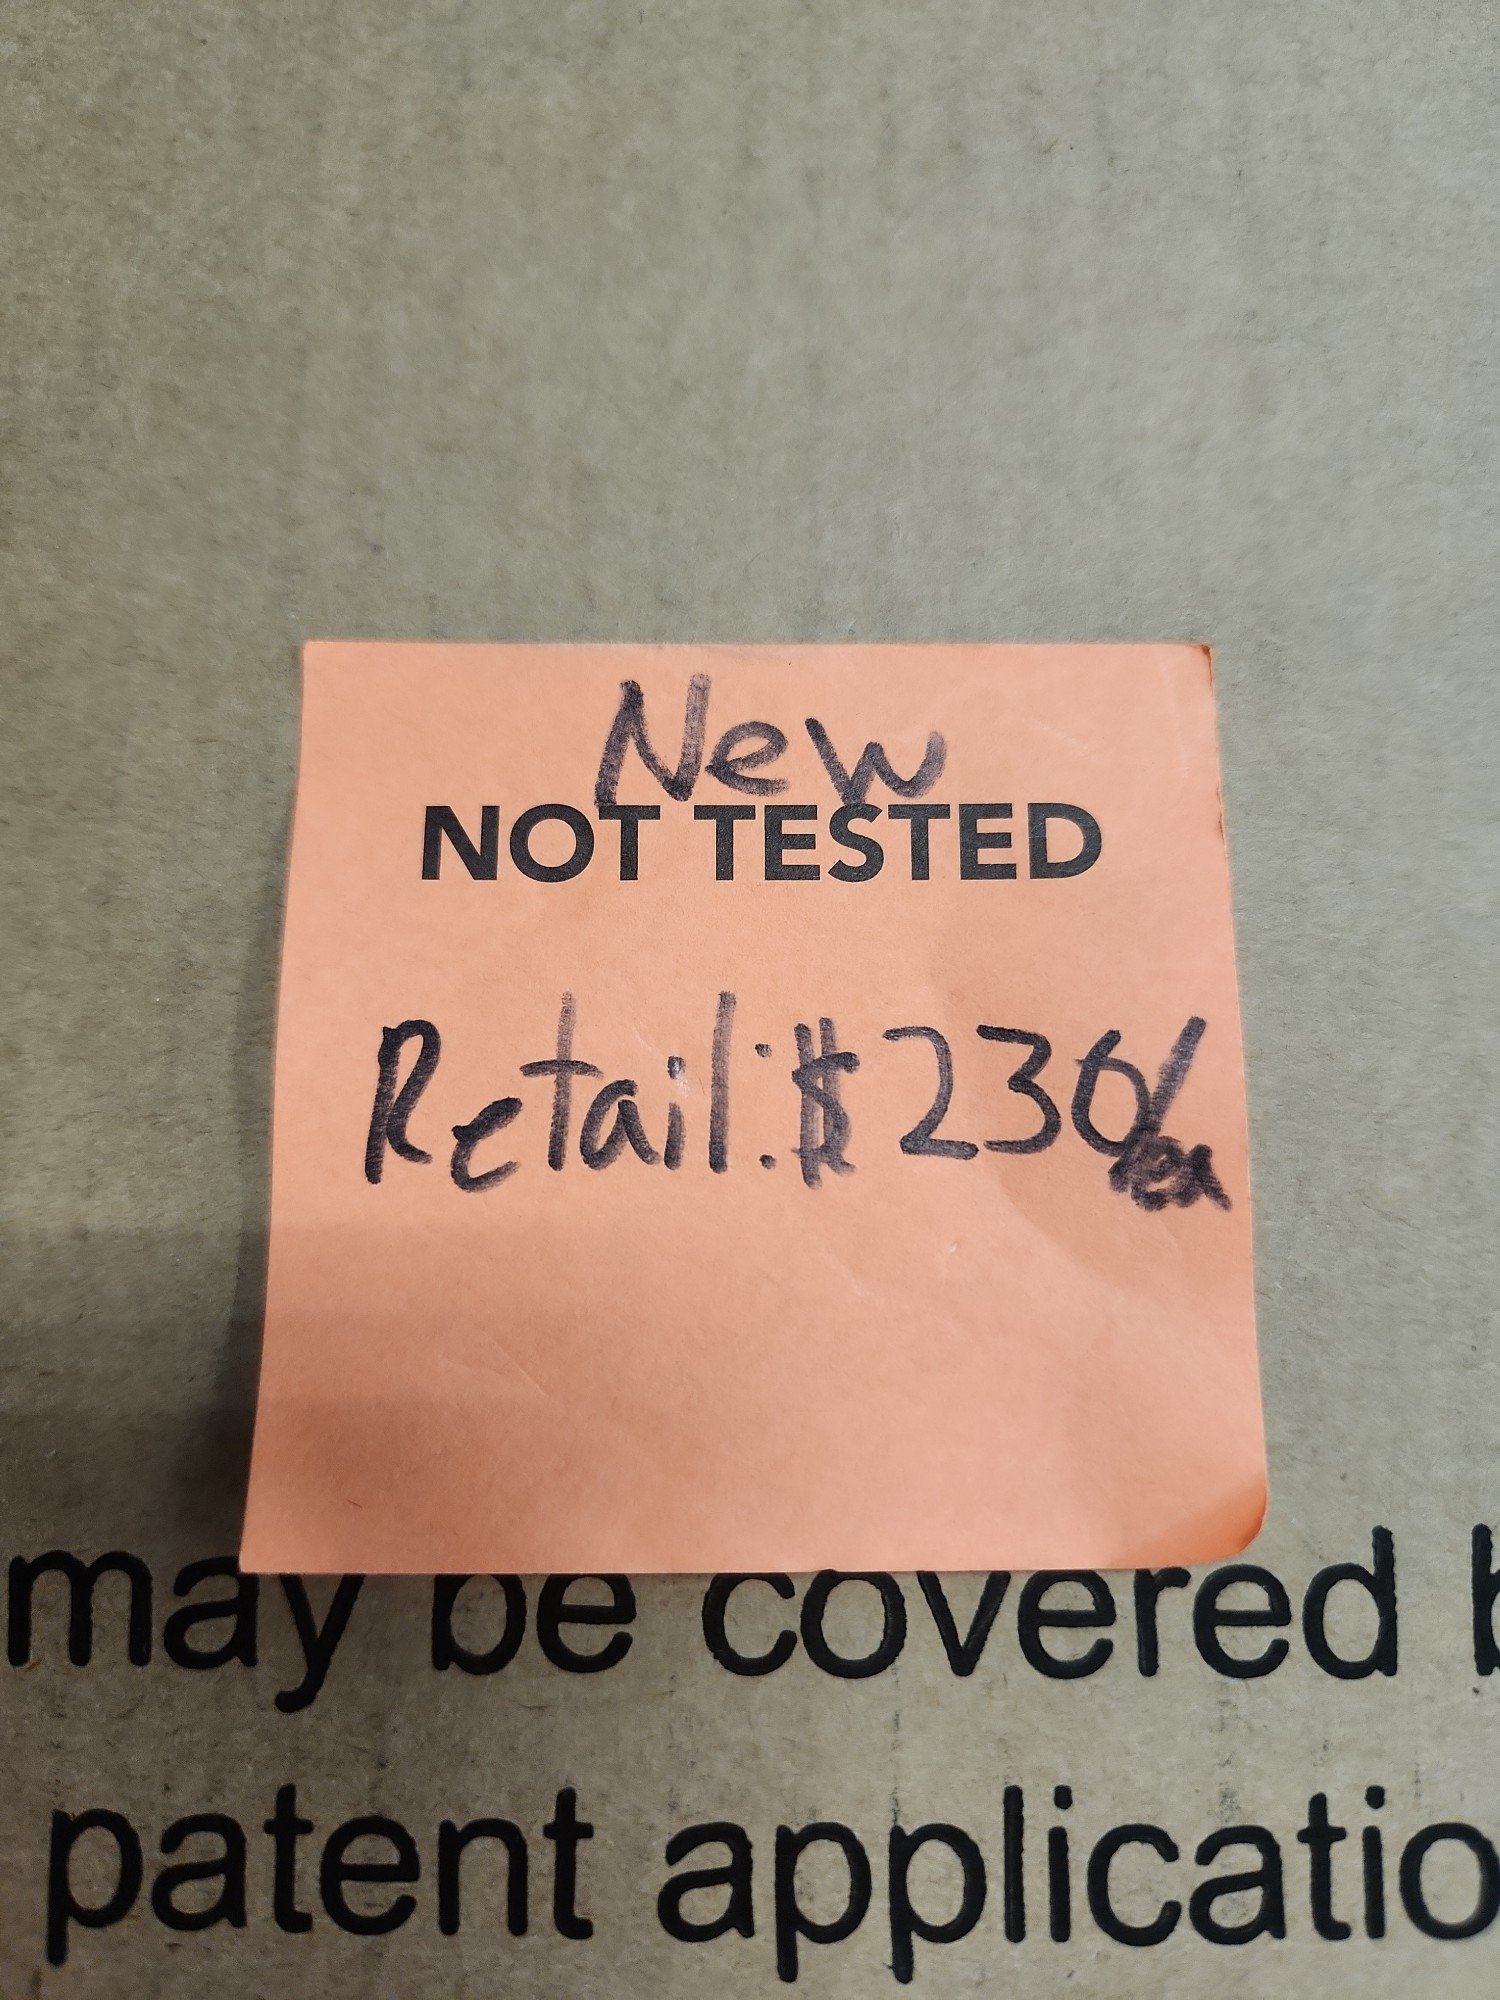 New
NOT TESTED
Retail: $230/ea
may be covered b
patent applicatio